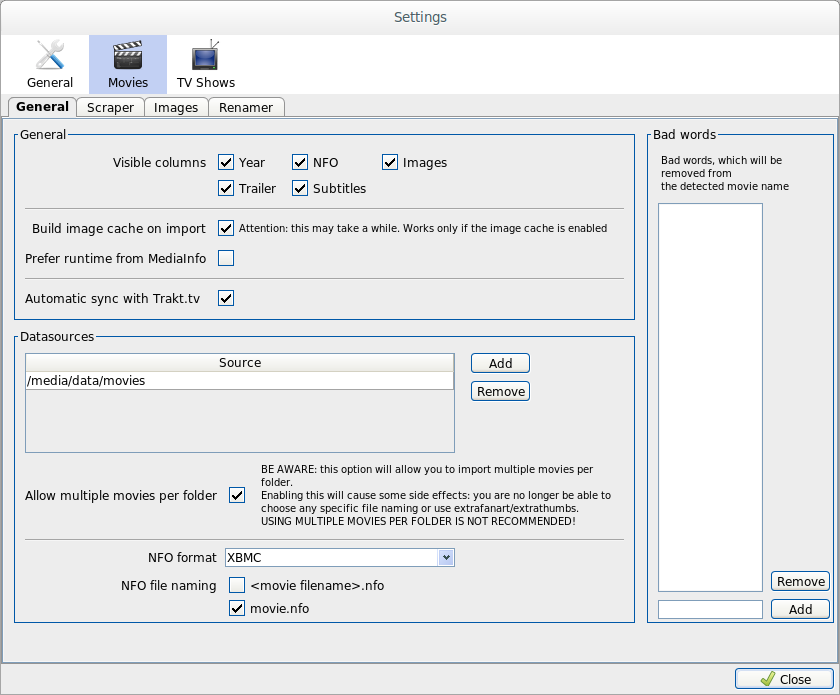 Settings
General Movies TV Shows
General Scraper Images Renamer
General
Visible columns Year NFO Images
Trailer Subtitles
Build image cache on import Attention: this may take a while. Works only if the image cache is enabled
Prefer runtime from MediaInfo
Automatic sync with Trakt.tv
Datasources
Source
/media/data/movies
Add
Remove
Allow multiple movies per folder
BE AWARE: this option will allow you to import multiple movies per
folder.
Enabling this will cause some side effects: you are no longer be able to
choose any specific file naming or use extrafanart/extrathumbs.
USING MULTIPLE MOVIES PER FOLDER IS NOT RECOMMENDED!
NFO format XBMC
NFO file naming <movie filename>.nfo
movie.nfo
Bad words
Bad words, which will be
removed from
the detected movie name
Remove
Add
Close